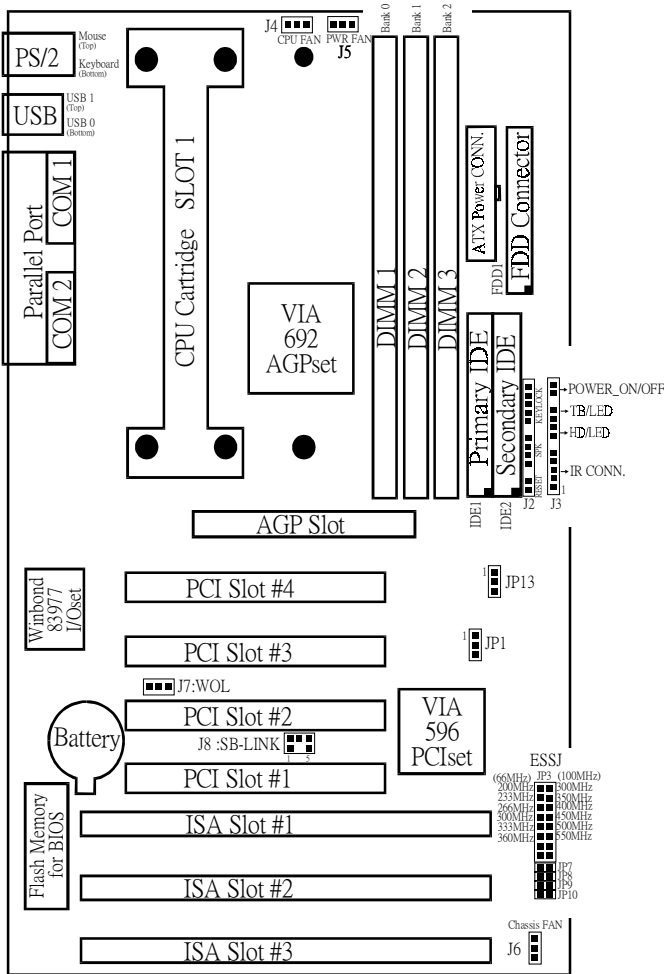 J4
CPU FAN
PWR FAN
J5
Bank 0
Bank 1
Bank 2
PS/2
Mouse
(Top)
Keyboard
(Bottom)
USB
USB 1
(Top)
USB 0
(Bottom)
Parallel Port
COM 1
COM 2
CPU Cartridge SLOT 1
VIA
692
AGPset
DIMM 1
DIMM 2
DIMM 3
ATX Power CONN.
FDD Connector
FDD1
Primary IDE
Secondary IDE
IDE1
IDE2
KEYLOCK
SPK
RESET
J2
J3
1
POWER_ON/OFF
TB/LED
HD/LED
IR CONN.
AGP Slot
Winbond
83977
I/Oset
PCI Slot #4
1
JP13
PCI Slot #3
1
JP1
J7:WOL
PCI Slot #2
J8 :SB-LINK
1 5
VIA
596
PCIset
Battery
PCI Slot #1
Flash Memory
for BIOS
ISA Slot #1
ISA Slot #2
ISA Slot #3
ESSJ
(66MHz) JP3 (100MHz)
200MHz 300MHz
233MHz 350MHz
266MHz 400MHz
300MHz 450MHz
333MHz 500MHz
360MHz 550MHz
JP7
JP8
JP9
JP10
Chassis FAN
J6